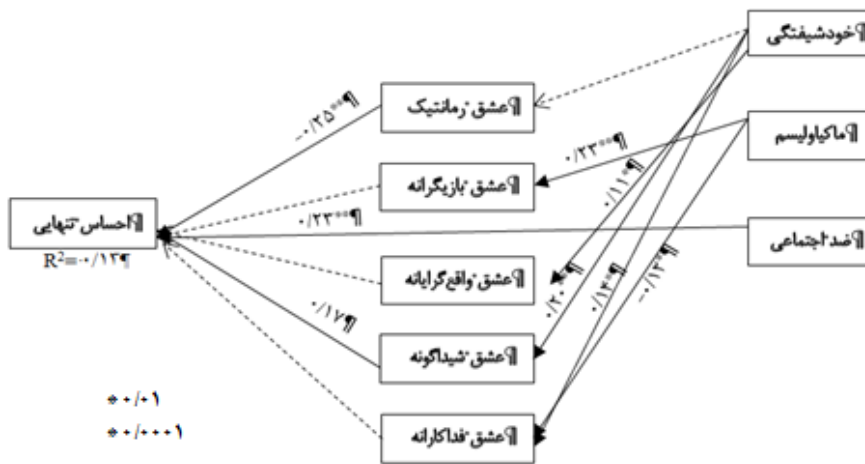 خودشیفتگی¶
ماکیاولیسم¶
ضد اجتماعی¶
عشق رمانتیک¶
عشق بازیگرانه¶
عشق واقع‌گرایانه¶
عشق شیداگونه¶
عشق فداکارانه¶
احساس تنهایی¶
R²=۰/۱۳¶
-۰/۲۵**¶
۰/۲۳**¶
۰/۲۳**¶
۰/۱۱*¶
۰/۲۰**¶
۰/۱۴*¶
۰/۱۷¶
* ۰/۰۱
* ۰/۰۰۰۱